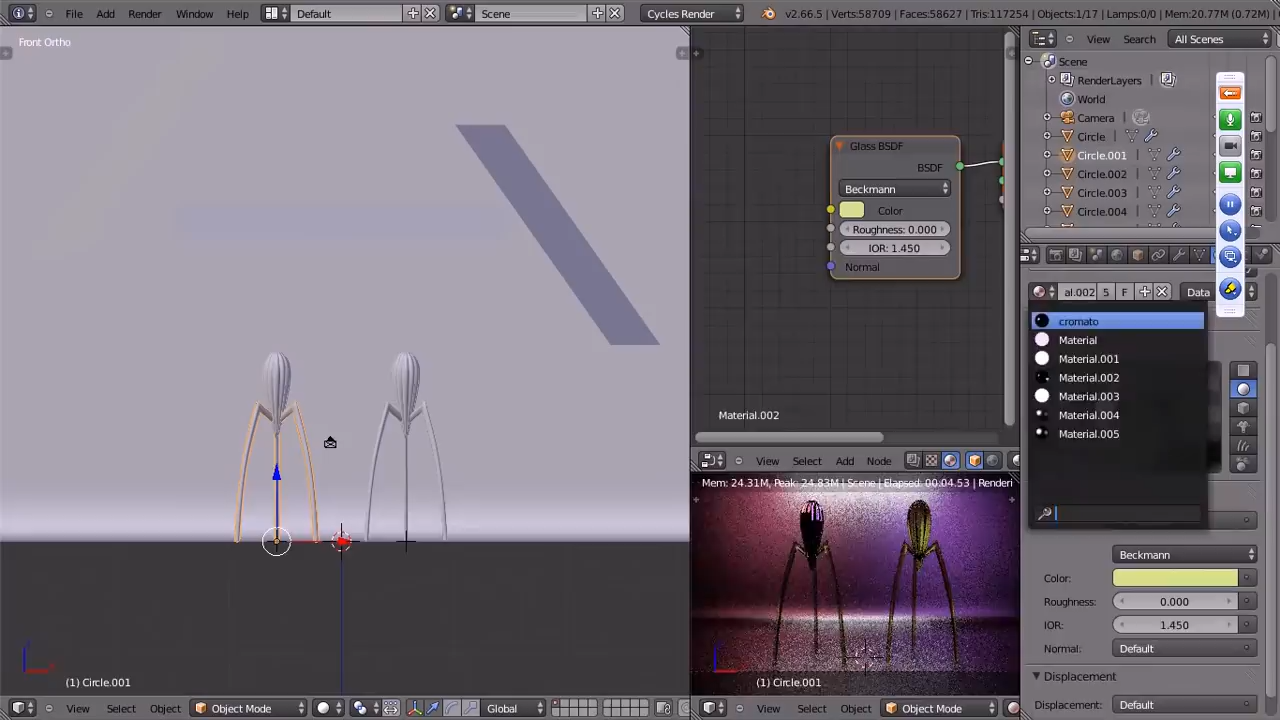 File Add Render Window Help Default Scene Cycles Render v2.66.5 | Verts:58709 | Faces:58627 | Tris:117254 | Objects:1/17 | Lamps:0/0 | Mem:20.77M (0.72M) |
Front Ortho
(1) Circle.001
View Select Object Object Mode Global
Glass BSDF
BSDF
Beckmann
Color
Roughness: 0.000
IOR: 1.450
Normal
Material.002
View Select Add Node
Mem: 24.31M, Peak: 24.83M | Scene | Elapsed: 00:04.53 | Renderi
(1) Circle.001
View Select Object Object Mode
View Search All Scenes
Scene
RenderLayers
World
Camera
Circle
Circle.001
Circle.002
Circle.003
Circle.004
al.002 5 F Data
cromato
Material
Material.001
Material.002
Material.003
Material.004
Material.005
Beckmann
Color:
Roughness: 0.000
IOR: 1.450
Normal: Default
Displacement
Displacement: Default